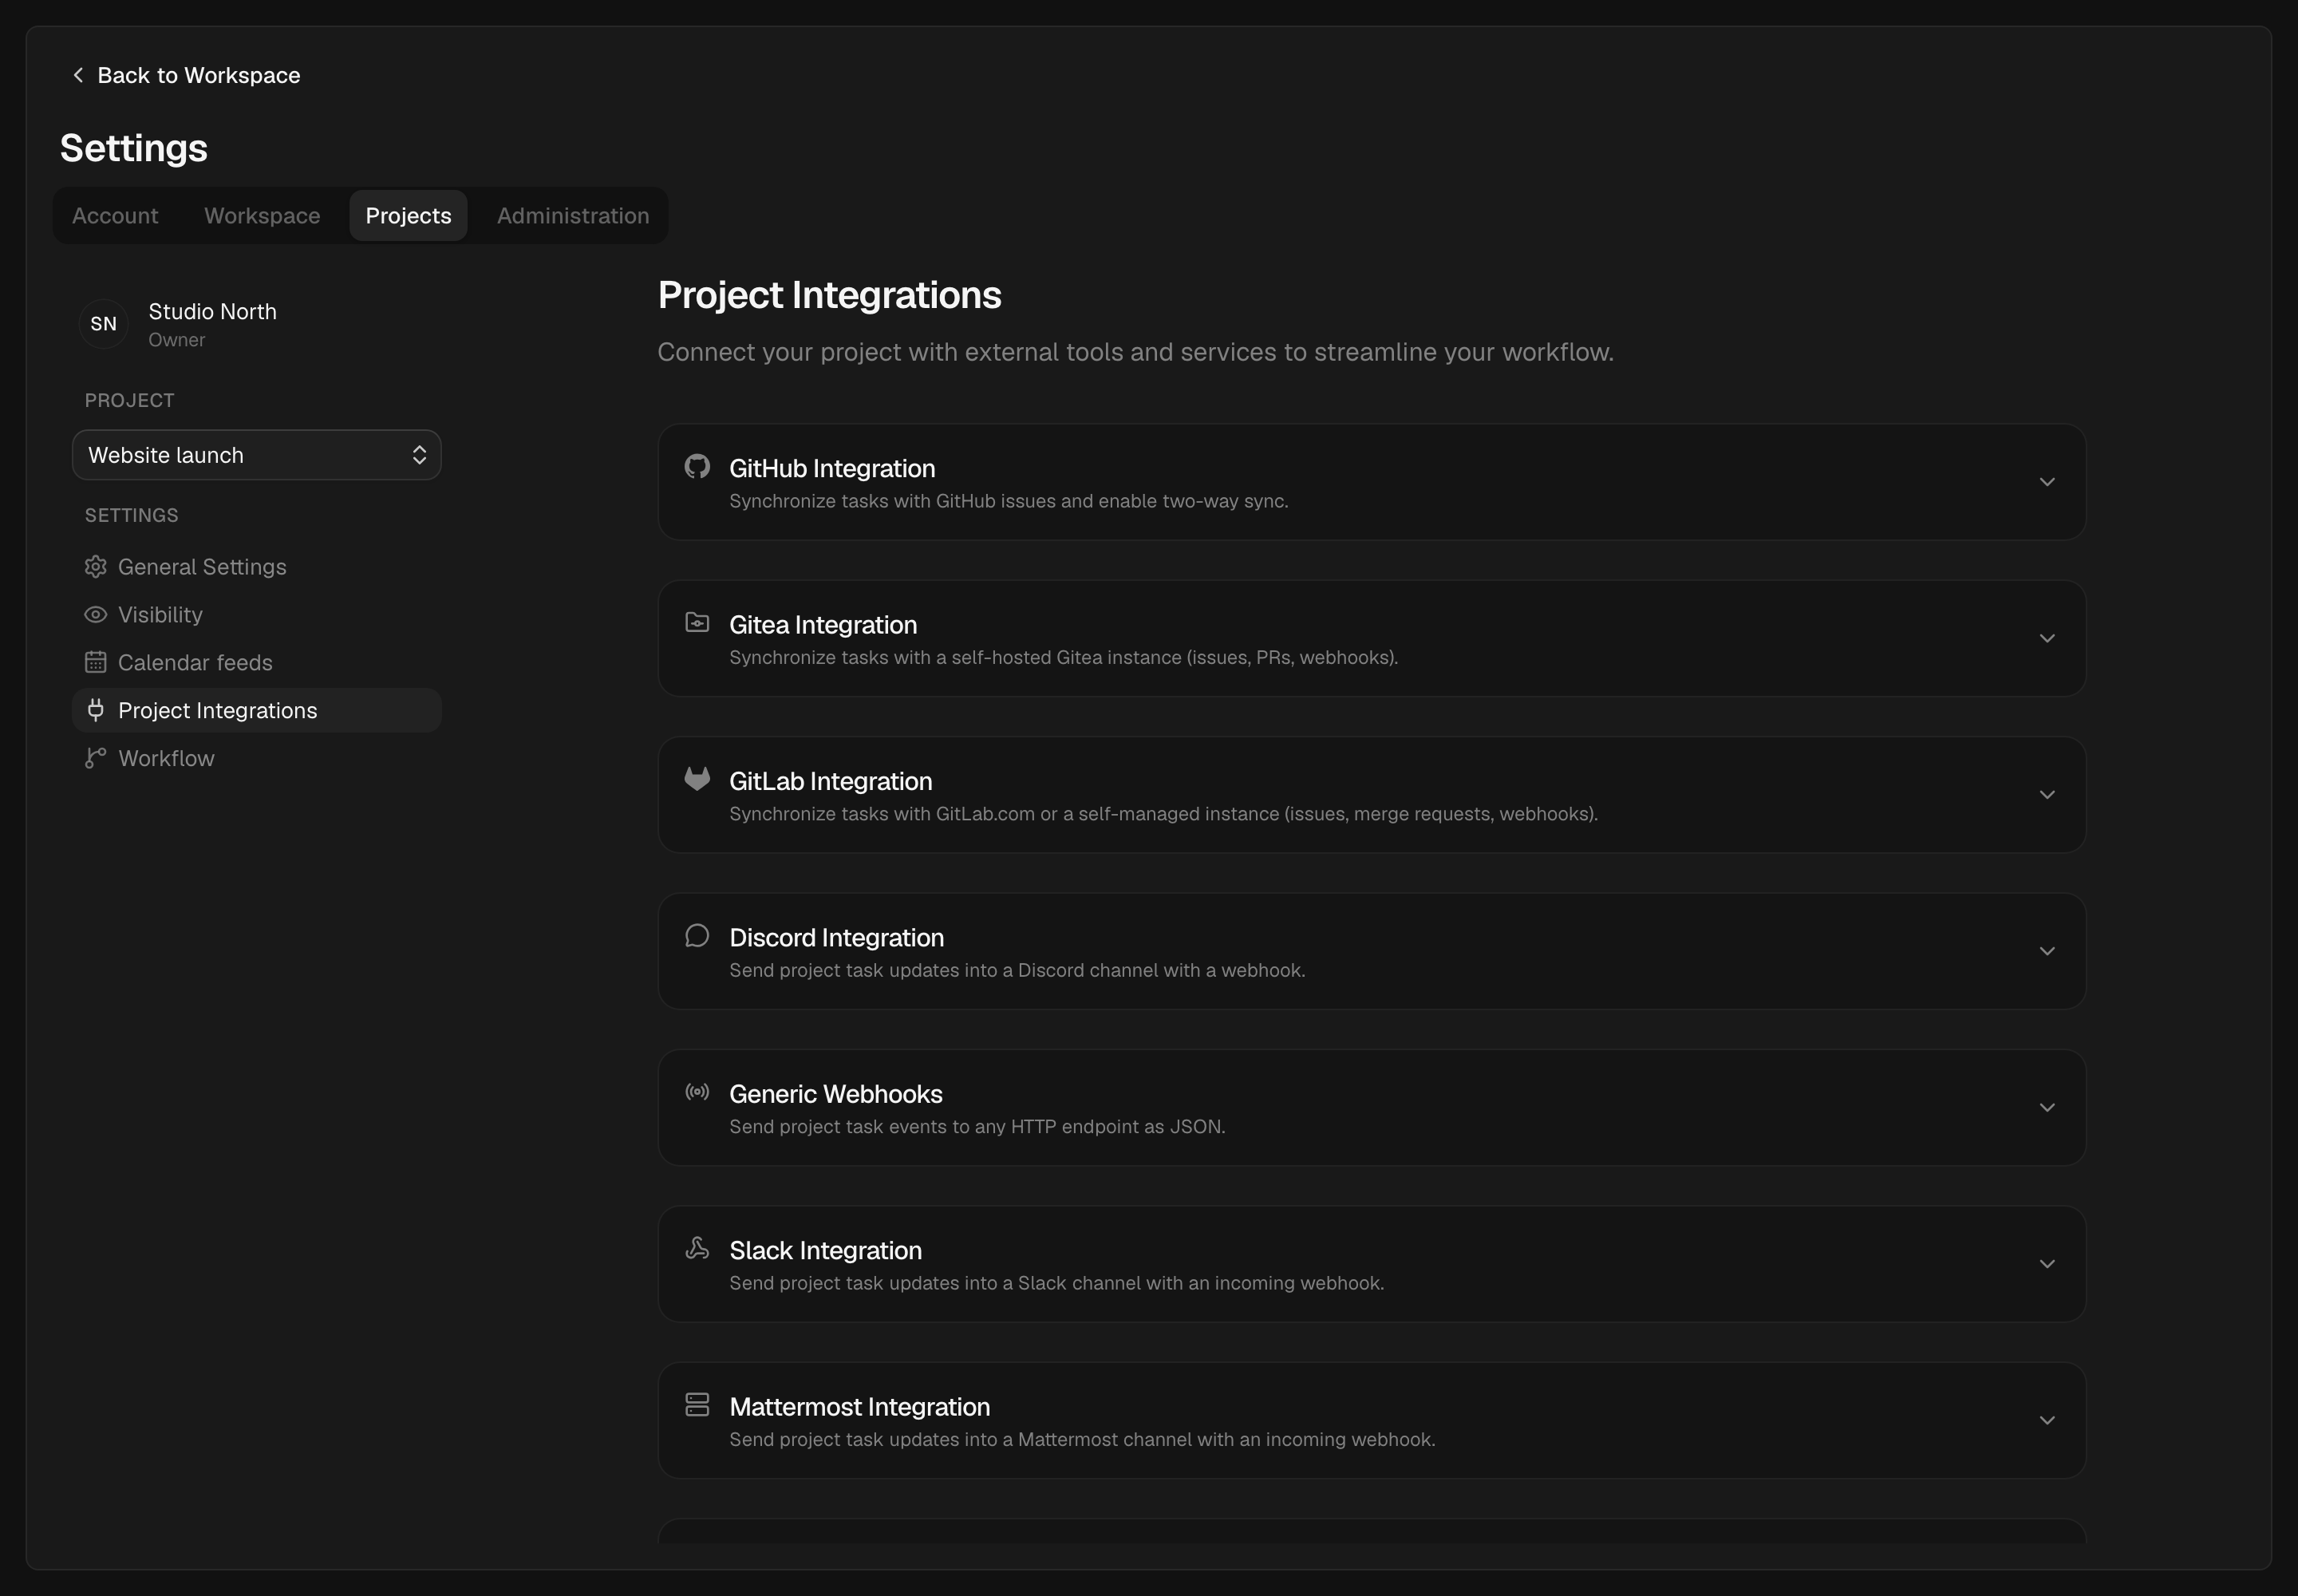 Back to Workspace
Settings
Account Workspace Projects Administration
SN
Studio North
Owner
PROJECT
Website launch
SETTINGS
General Settings
Visibility
Calendar feeds
Project Integrations
Workflow
Project Integrations
Connect your project with external tools and services to streamline your workflow.
GitHub Integration
Synchronize tasks with GitHub issues and enable two-way sync.
Gitea Integration
Synchronize tasks with a self-hosted Gitea instance (issues, PRs, webhooks).
GitLab Integration
Synchronize tasks with GitLab.com or a self-managed instance (issues, merge requests, webhooks).
Discord Integration
Send project task updates into a Discord channel with a webhook.
Generic Webhooks
Send project task events to any HTTP endpoint as JSON.
Slack Integration
Send project task updates into a Slack channel with an incoming webhook.
Mattermost Integration
Send project task updates into a Mattermost channel with an incoming webhook.